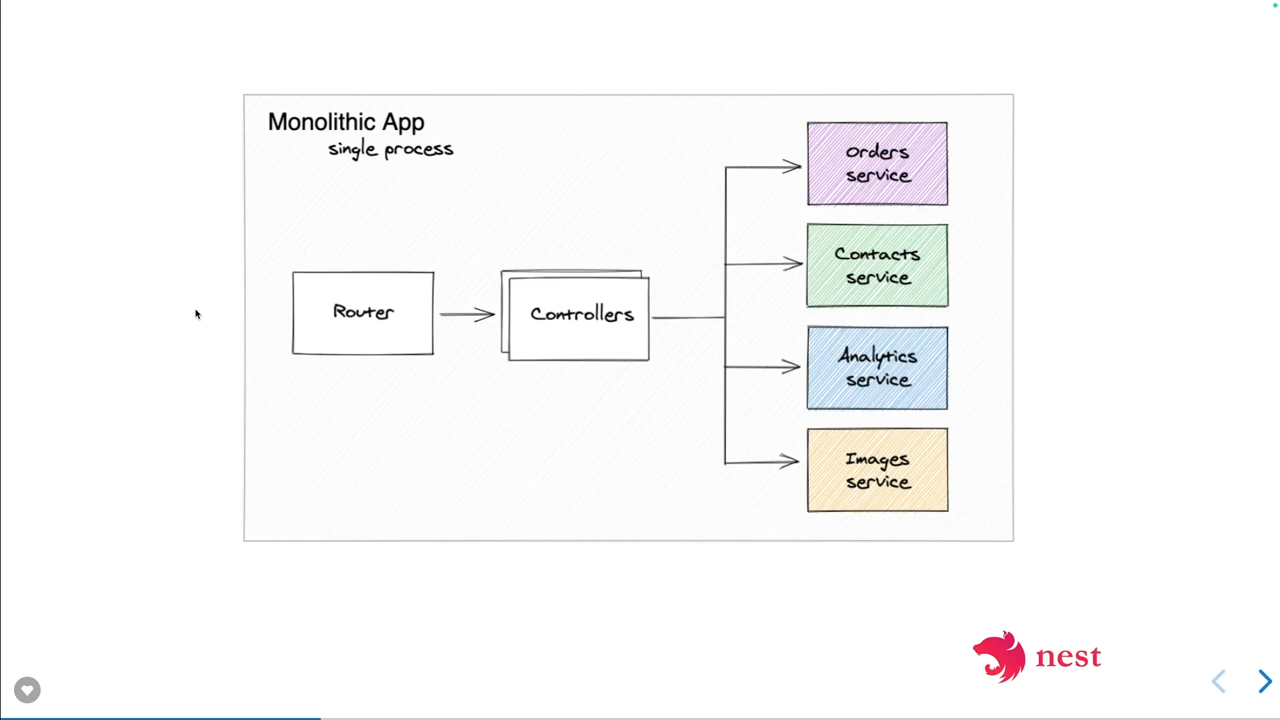 Monolithic App
single process
Router
Controllers
Orders
service
Contacts
service
Analytics
service
Images
service
nest